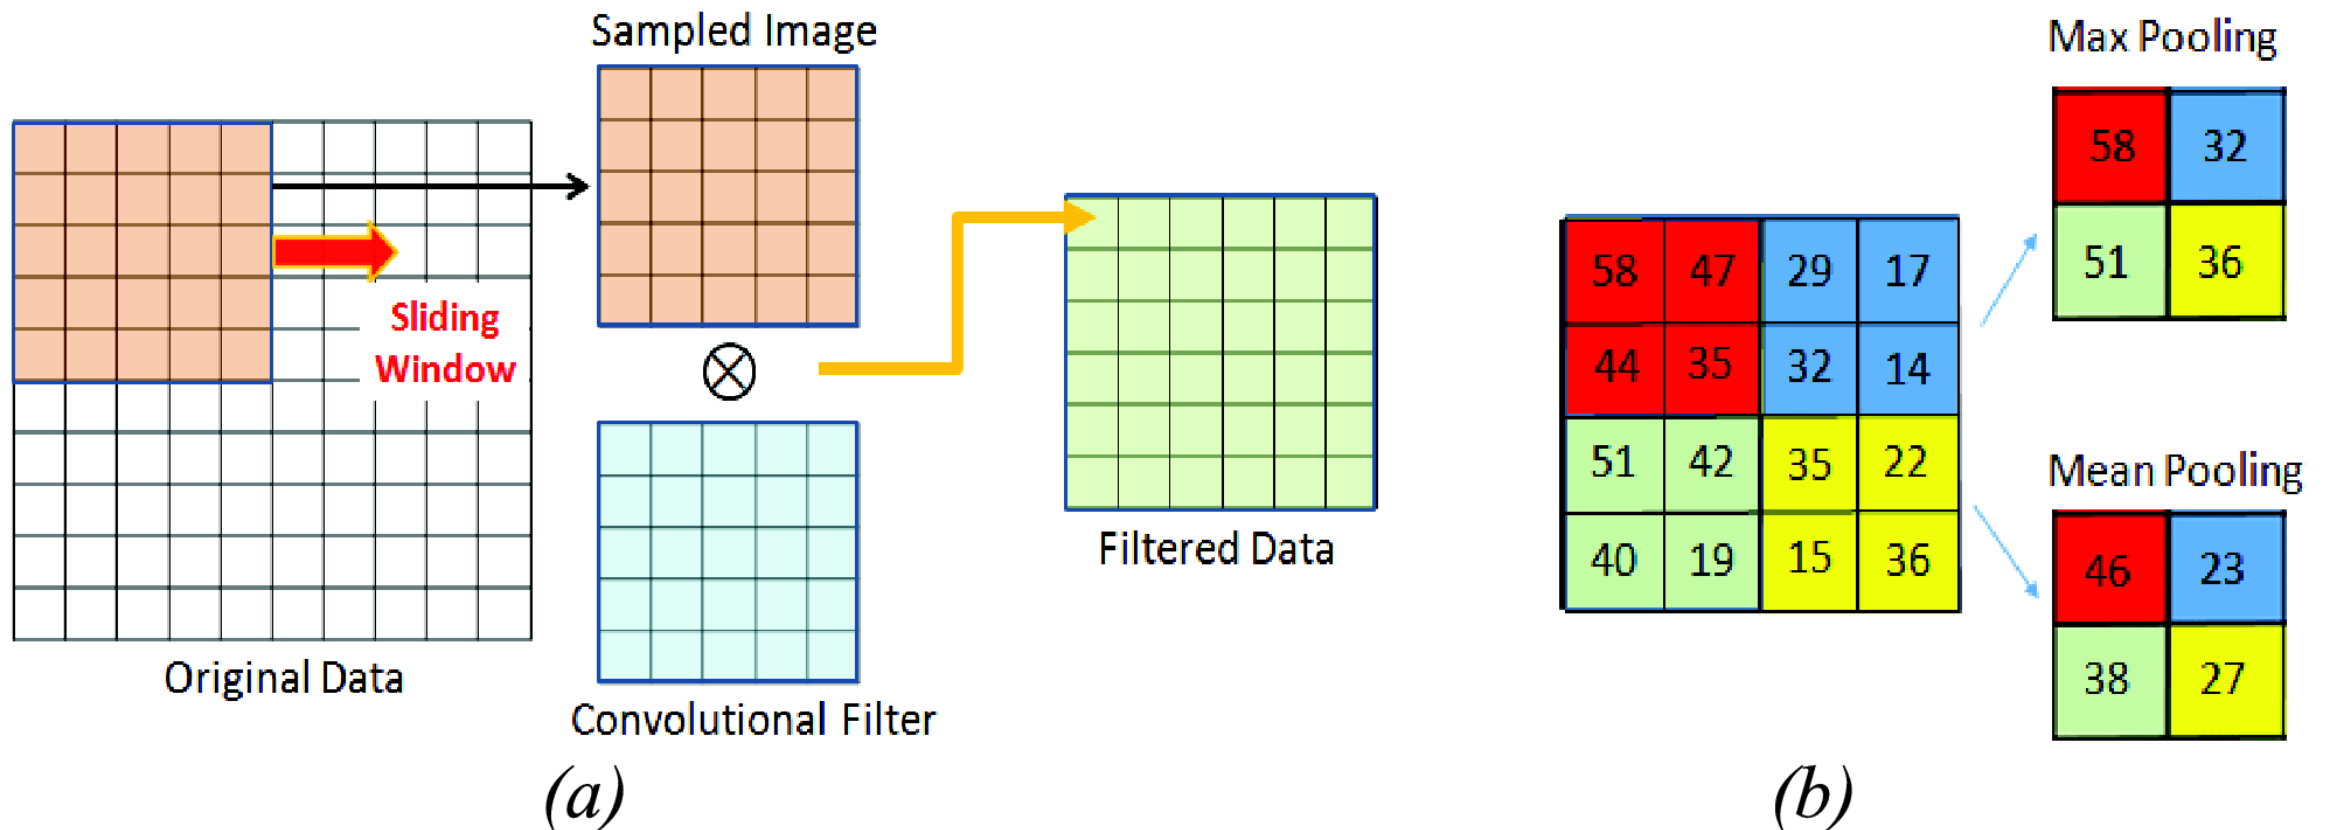 Sampled Image
Sliding
Window
Original Data
Convolutional Filter
Filtered Data
(a)
58 47 29 17
44 35 32 14
51 42 35 22
40 19 15 36
Max Pooling
58 32
51 36
Mean Pooling
46 23
38 27
(b)